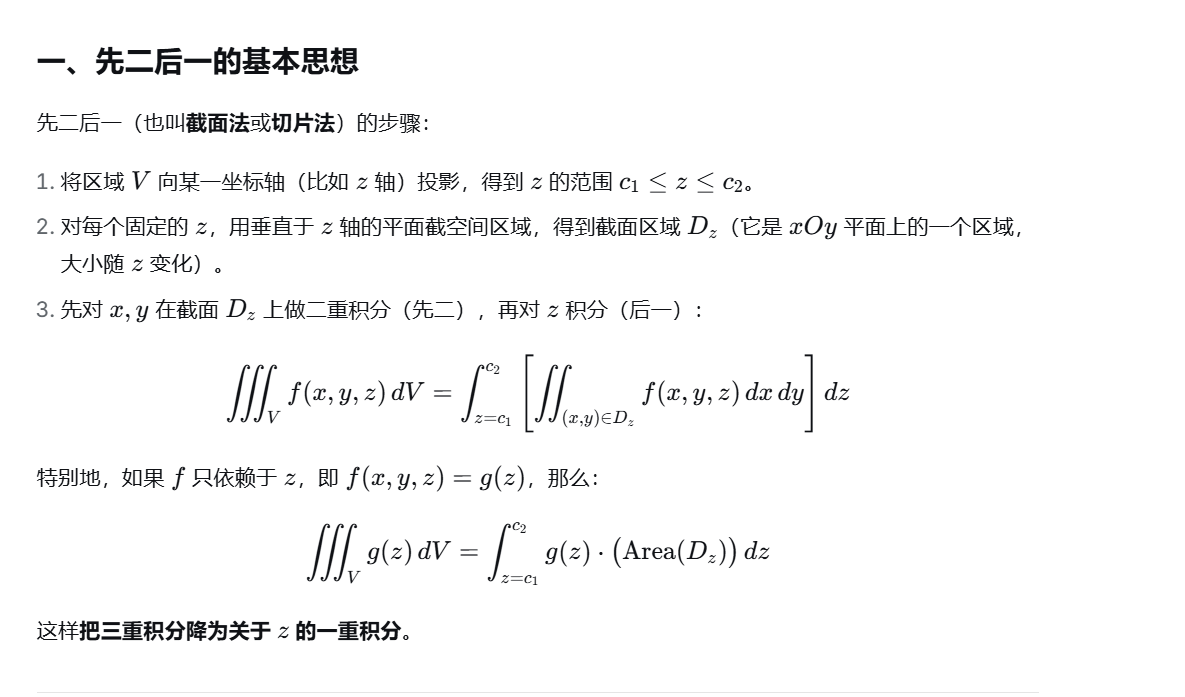 一、先二后一的基本思想
先二后一（也叫截面法或切片法）的步骤：
1. 将区域 V 向某一坐标轴（比如 z 轴）投影，得到 z 的范围 c₁ ≤ z ≤ c₂。
2. 对每个固定的 z，用垂直于 z 轴的平面截空间区域，得到截面区域 D_z（它是 xOy 平面上的一个区域，
大小随 z 变化）。
3. 先对 x, y 在截面 D_z 上做二重积分（先二），再对 z 积分（后一）：
∭_V f(x, y, z) dV = ∫_{z=c₁}^{c₂} [∬_{(x,y)∈D_z} f(x, y, z) dx dy] dz
特别地，如果 f 只依赖于 z，即 f(x, y, z) = g(z)，那么：
∭_V g(z) dV = ∫_{z=c₁}^{c₂} g(z) · (Area(D_z)) dz
这样把三重积分降为关于 z 的一重积分。